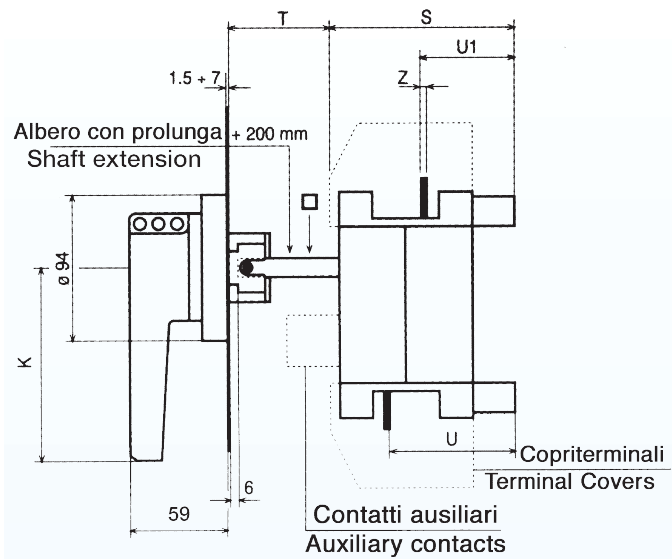 T
S
U1
1.5 + 7
Z
Albero con prolunga + 200 mm
Shaft extension
ø 94
K
U
6
59
Copriterminali
Terminal Covers
Contatti ausiliari
Auxiliary contacts